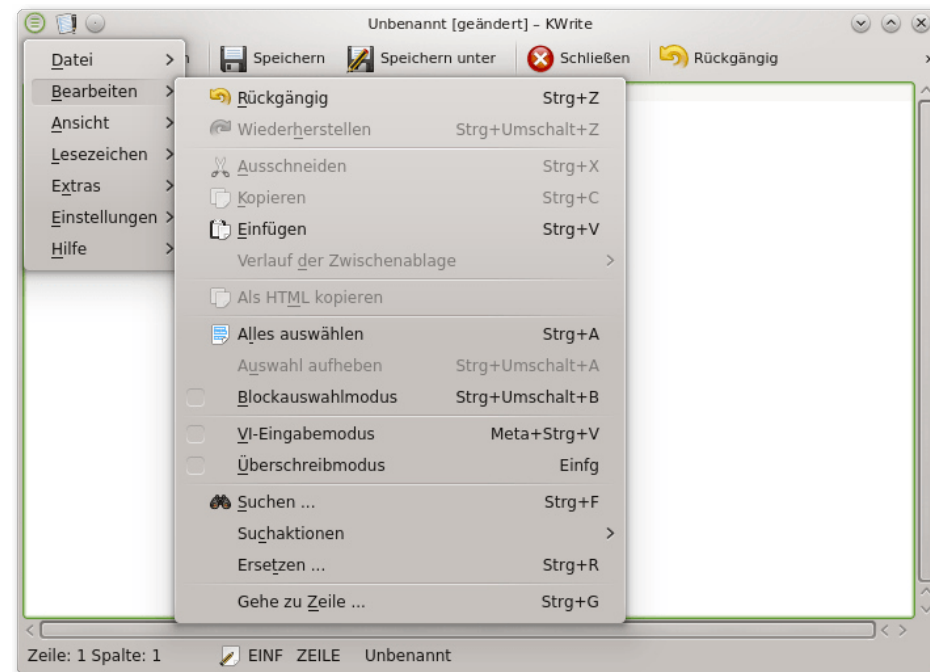 Unbenannt [geändert] – KWrite
Speichern Speichern unter Schließen Rückgängig
Datei
Bearbeiten
Ansicht
Lesezeichen
Extras
Einstellungen
Hilfe
Rückgängig Strg+Z
Wiederherstellen Strg+Umschalt+Z
Ausschneiden Strg+X
Kopieren Strg+C
Einfügen Strg+V
Verlauf der Zwischenablage
Als HTML kopieren
Alles auswählen Strg+A
Auswahl aufheben Strg+Umschalt+A
Blockauswahlmodus Strg+Umschalt+B
VI-Eingabemodus Meta+Strg+V
Überschreibmodus Einfg
Suchen ... Strg+F
Suchaktionen
Ersetzen ... Strg+R
Gehe zu Zeile ... Strg+G
Zeile: 1 Spalte: 1 EINF ZEILE Unbenannt